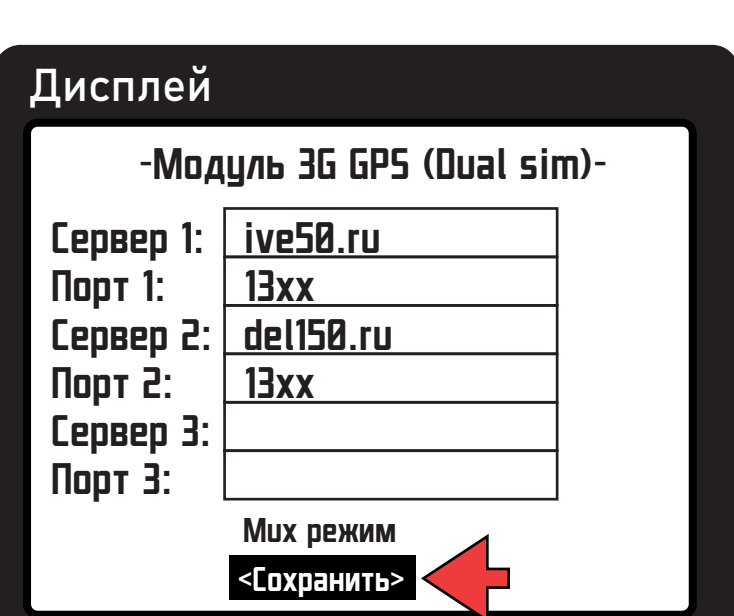 Дисплей
-Модуль 3G GPS (Dual sim)-
Сервер 1: ive50.ru
Порт 1: 13xx
Сервер 2: del150.ru
Порт 2: 13xx
Сервер 3:
Порт 3:
Mux режим
<Сохранить>